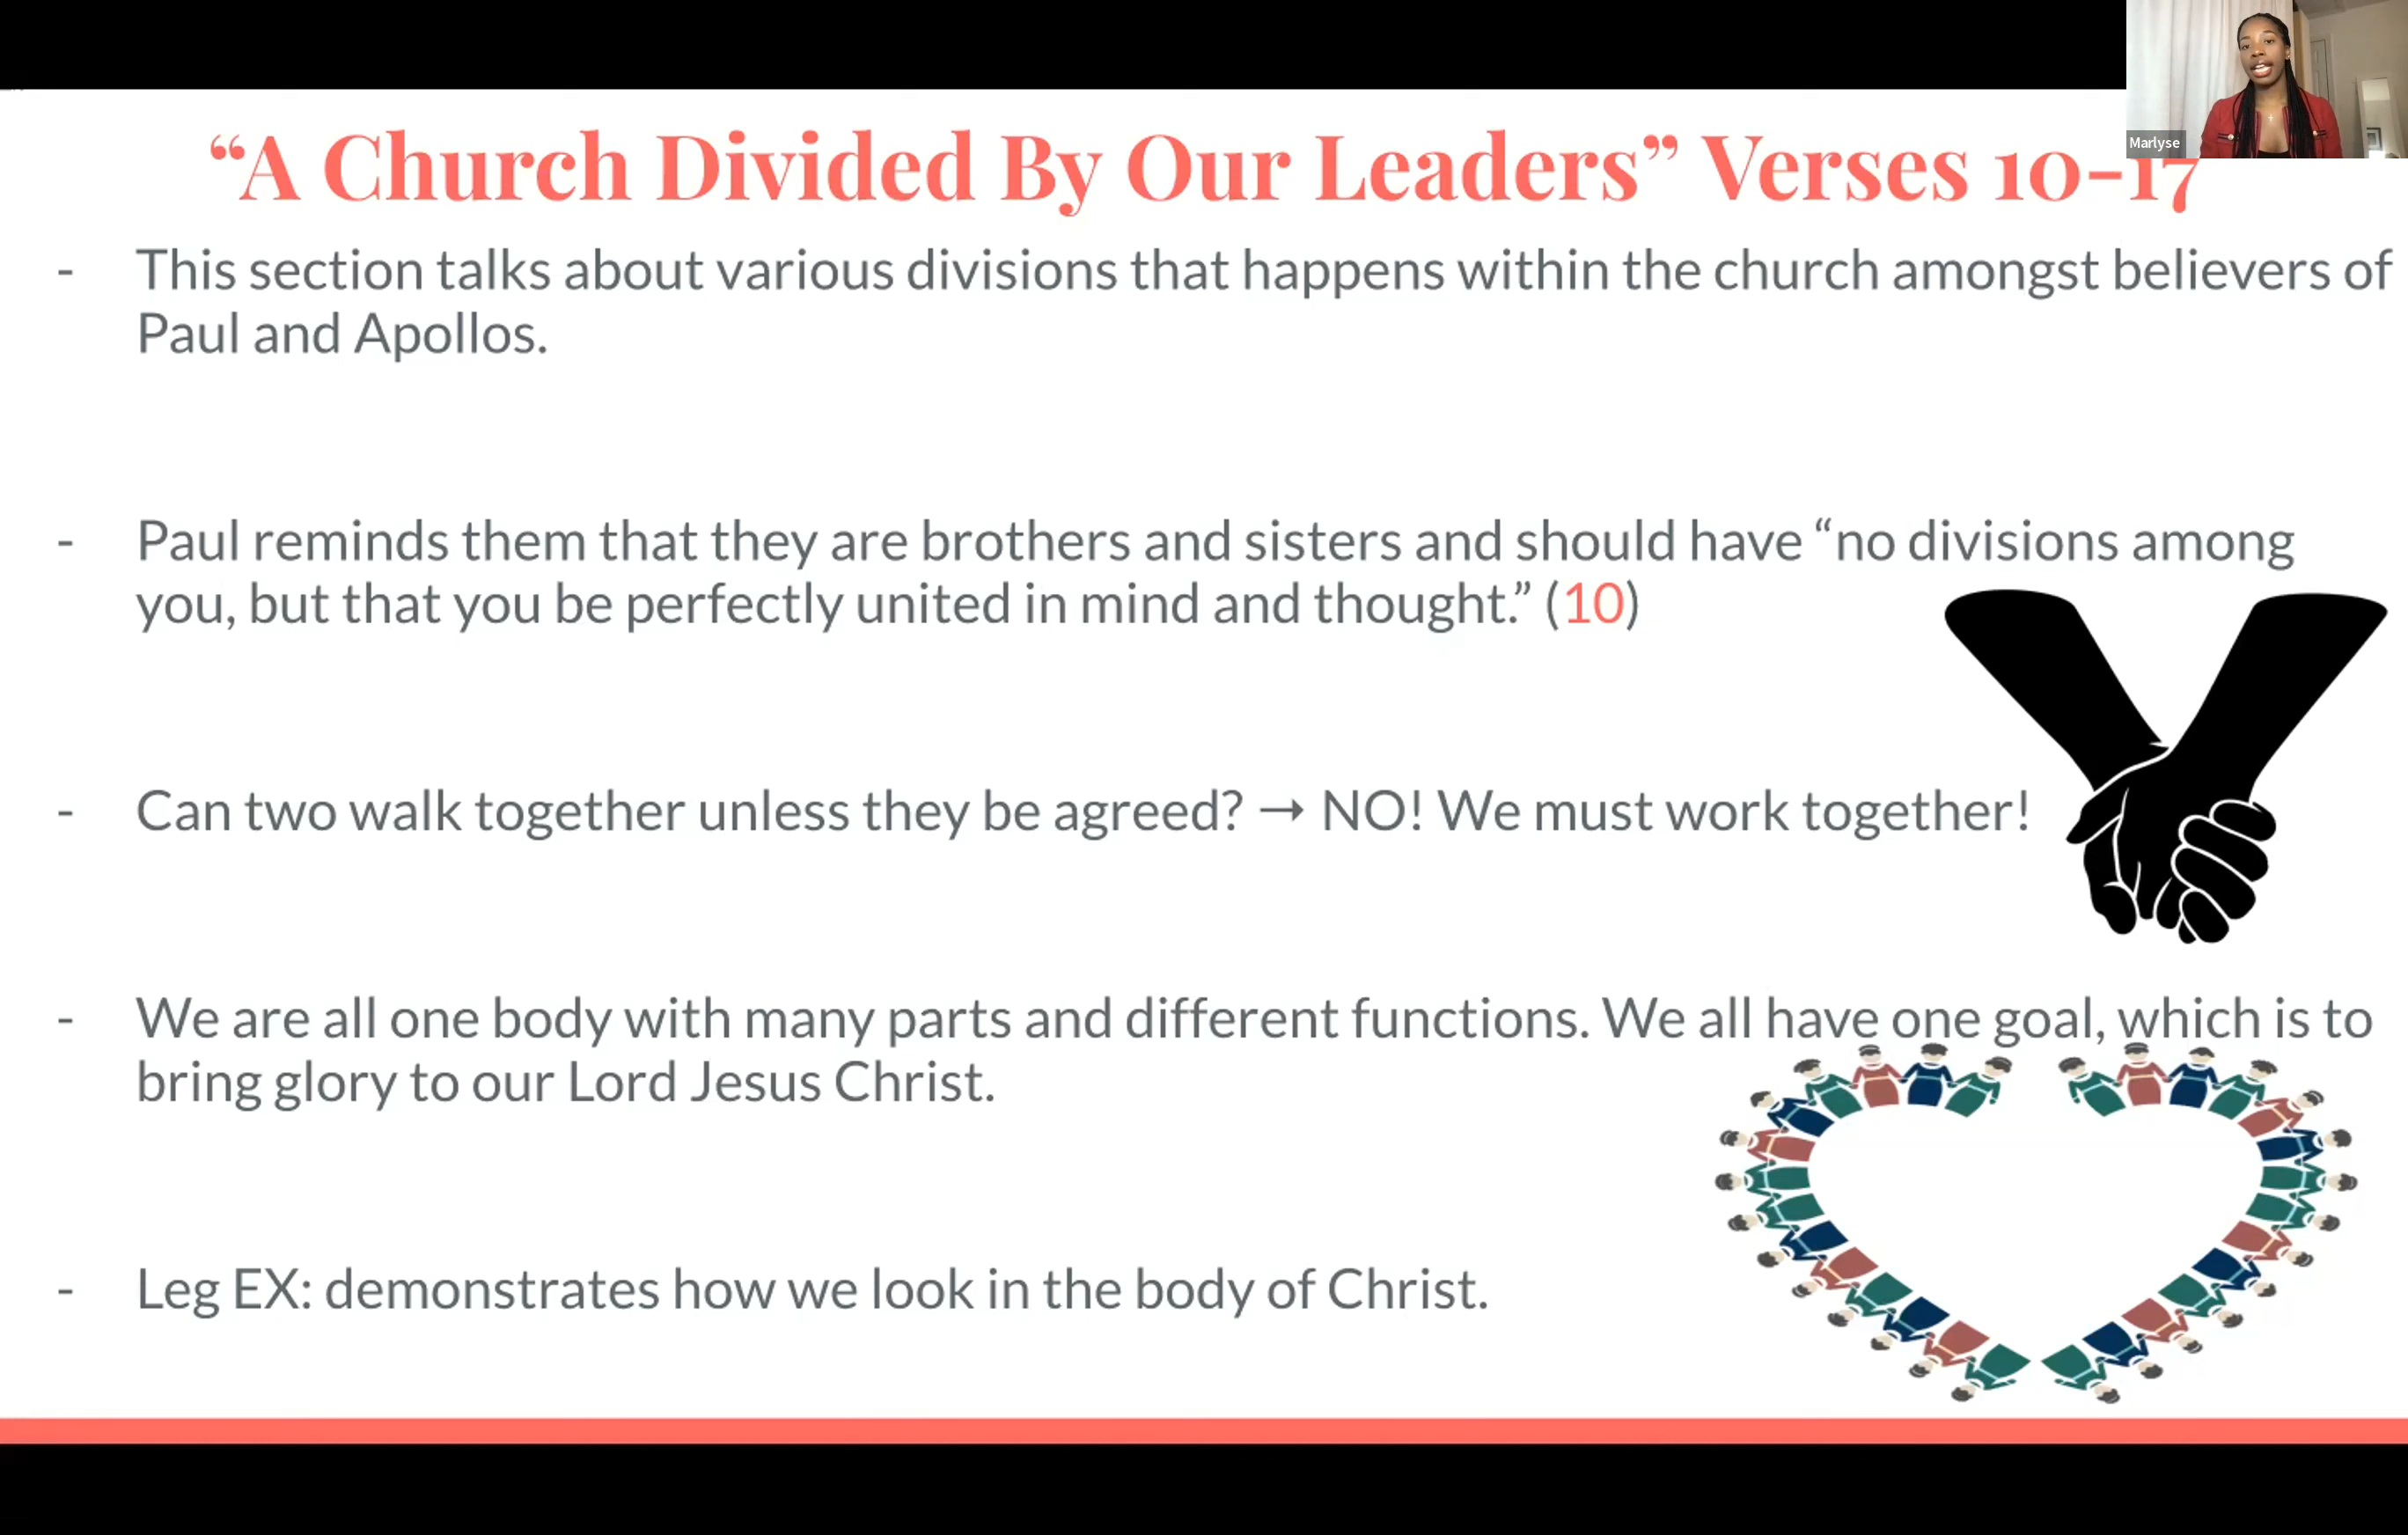 “A Church Divided By Our Leaders” Verses 10-17
Marlyse
- This section talks about various divisions that happens within the church amongst believers of
Paul and Apollos.
- Paul reminds them that they are brothers and sisters and should have “no divisions among
you, but that you be perfectly united in mind and thought.” (10)
- Can two walk together unless they be agreed? → NO! We must work together!
- We are all one body with many parts and different functions. We all have one goal, which is to
bring glory to our Lord Jesus Christ.
- Leg EX: demonstrates how we look in the body of Christ.